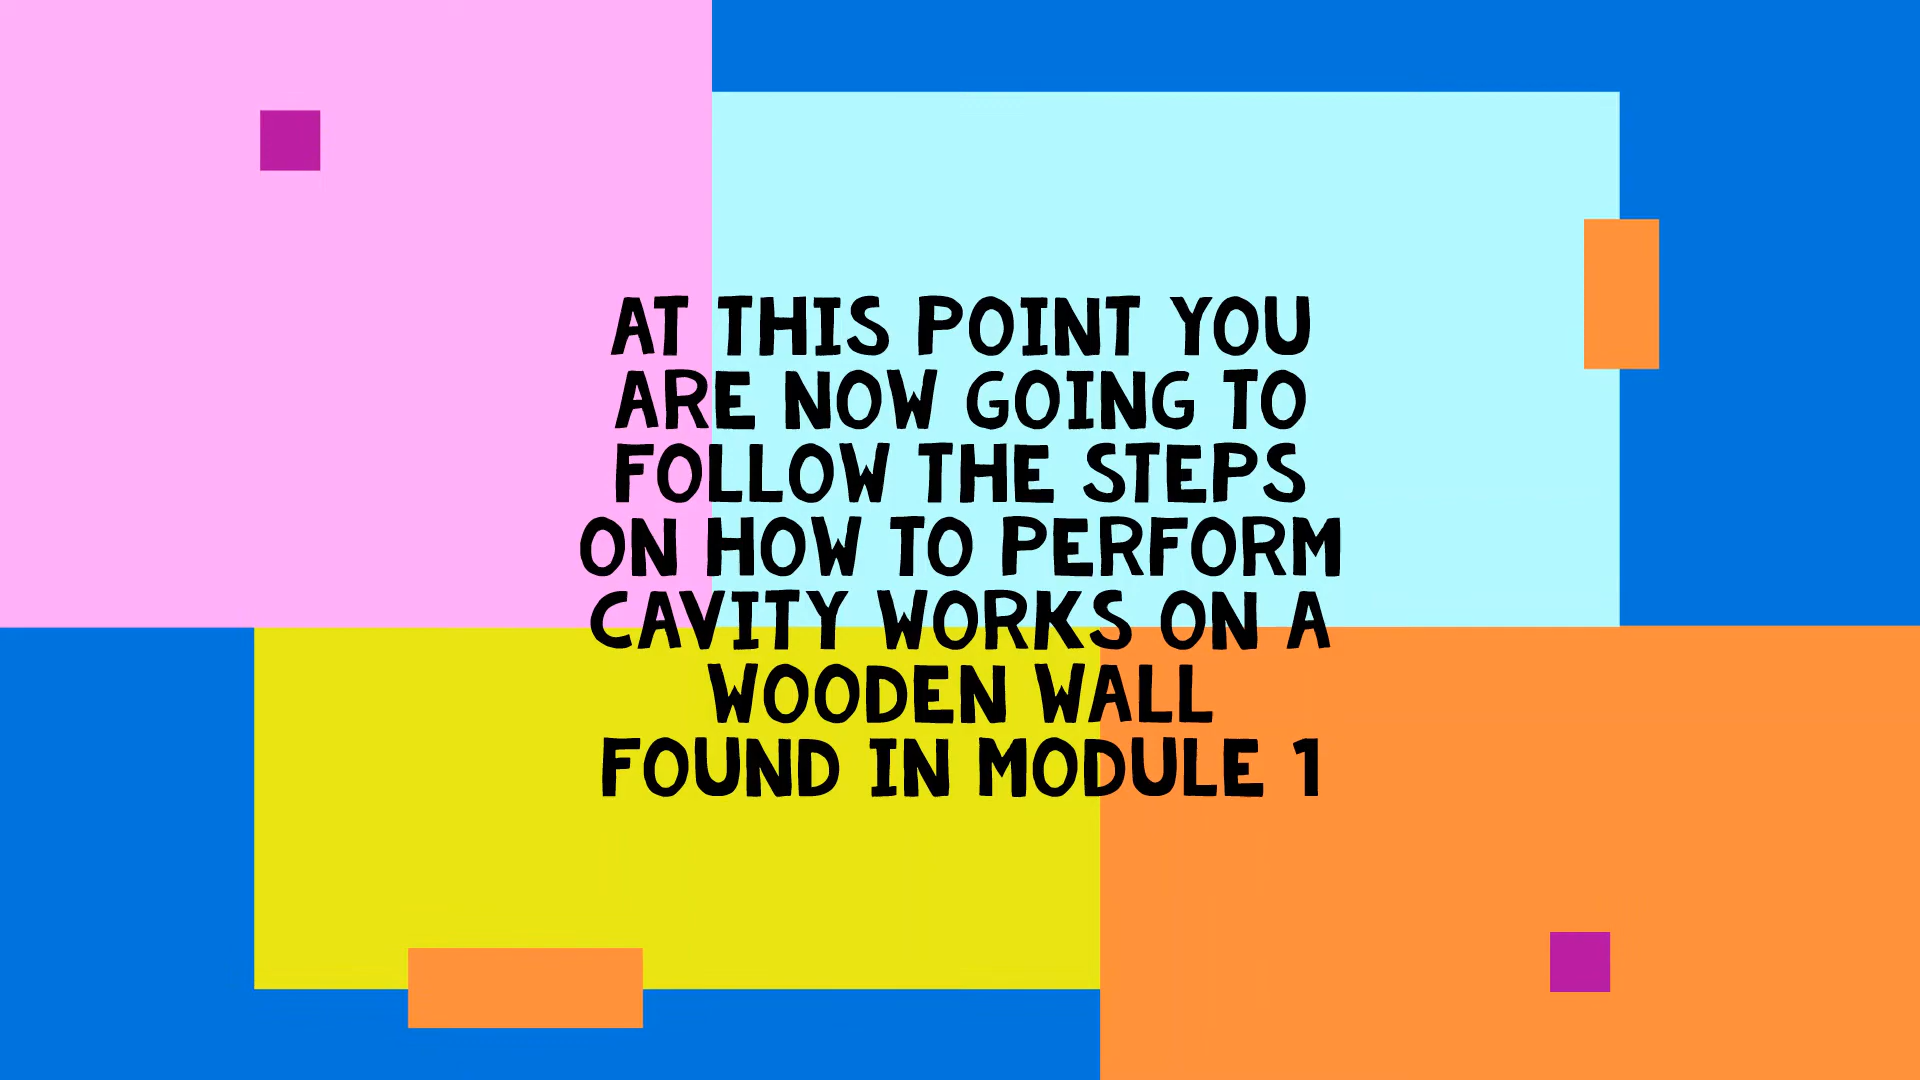 AT THIS POINT YOU
ARE NOW GOING TO
FOLLOW THE STEPS
ON HOW TO PERFORM
CAVITY WORKS ON A
WOODEN WALL
FOUND IN MODULE 1